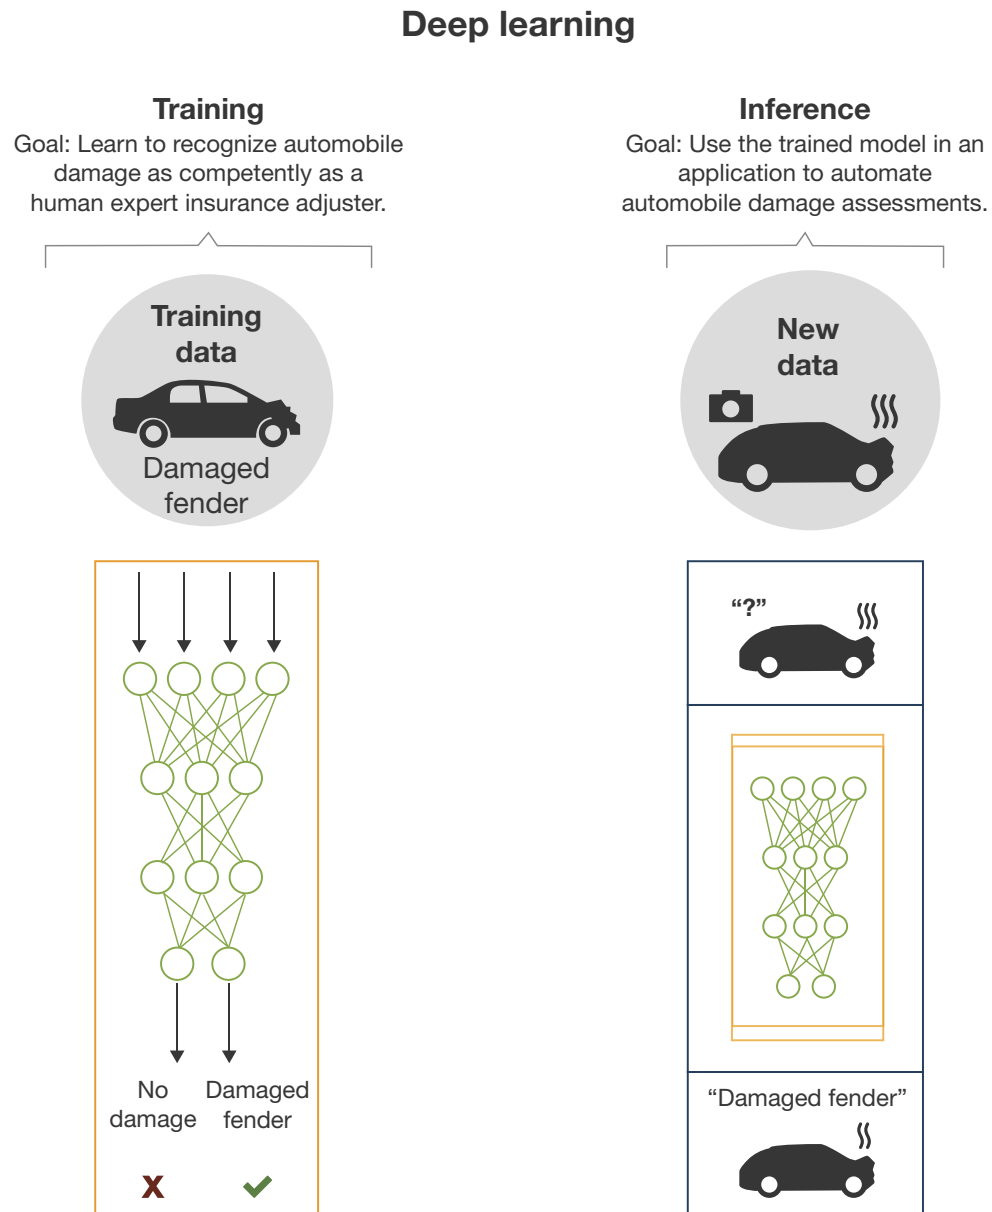 Deep learning
Training
Goal: Learn to recognize automobile
damage as competently as a
human expert insurance adjuster.
Training
data
Damaged
fender
No
damage
Damaged
fender
X
Inference
Goal: Use the trained model in an
application to automate
automobile damage assessments.
New
data
“?”
“Damaged fender”